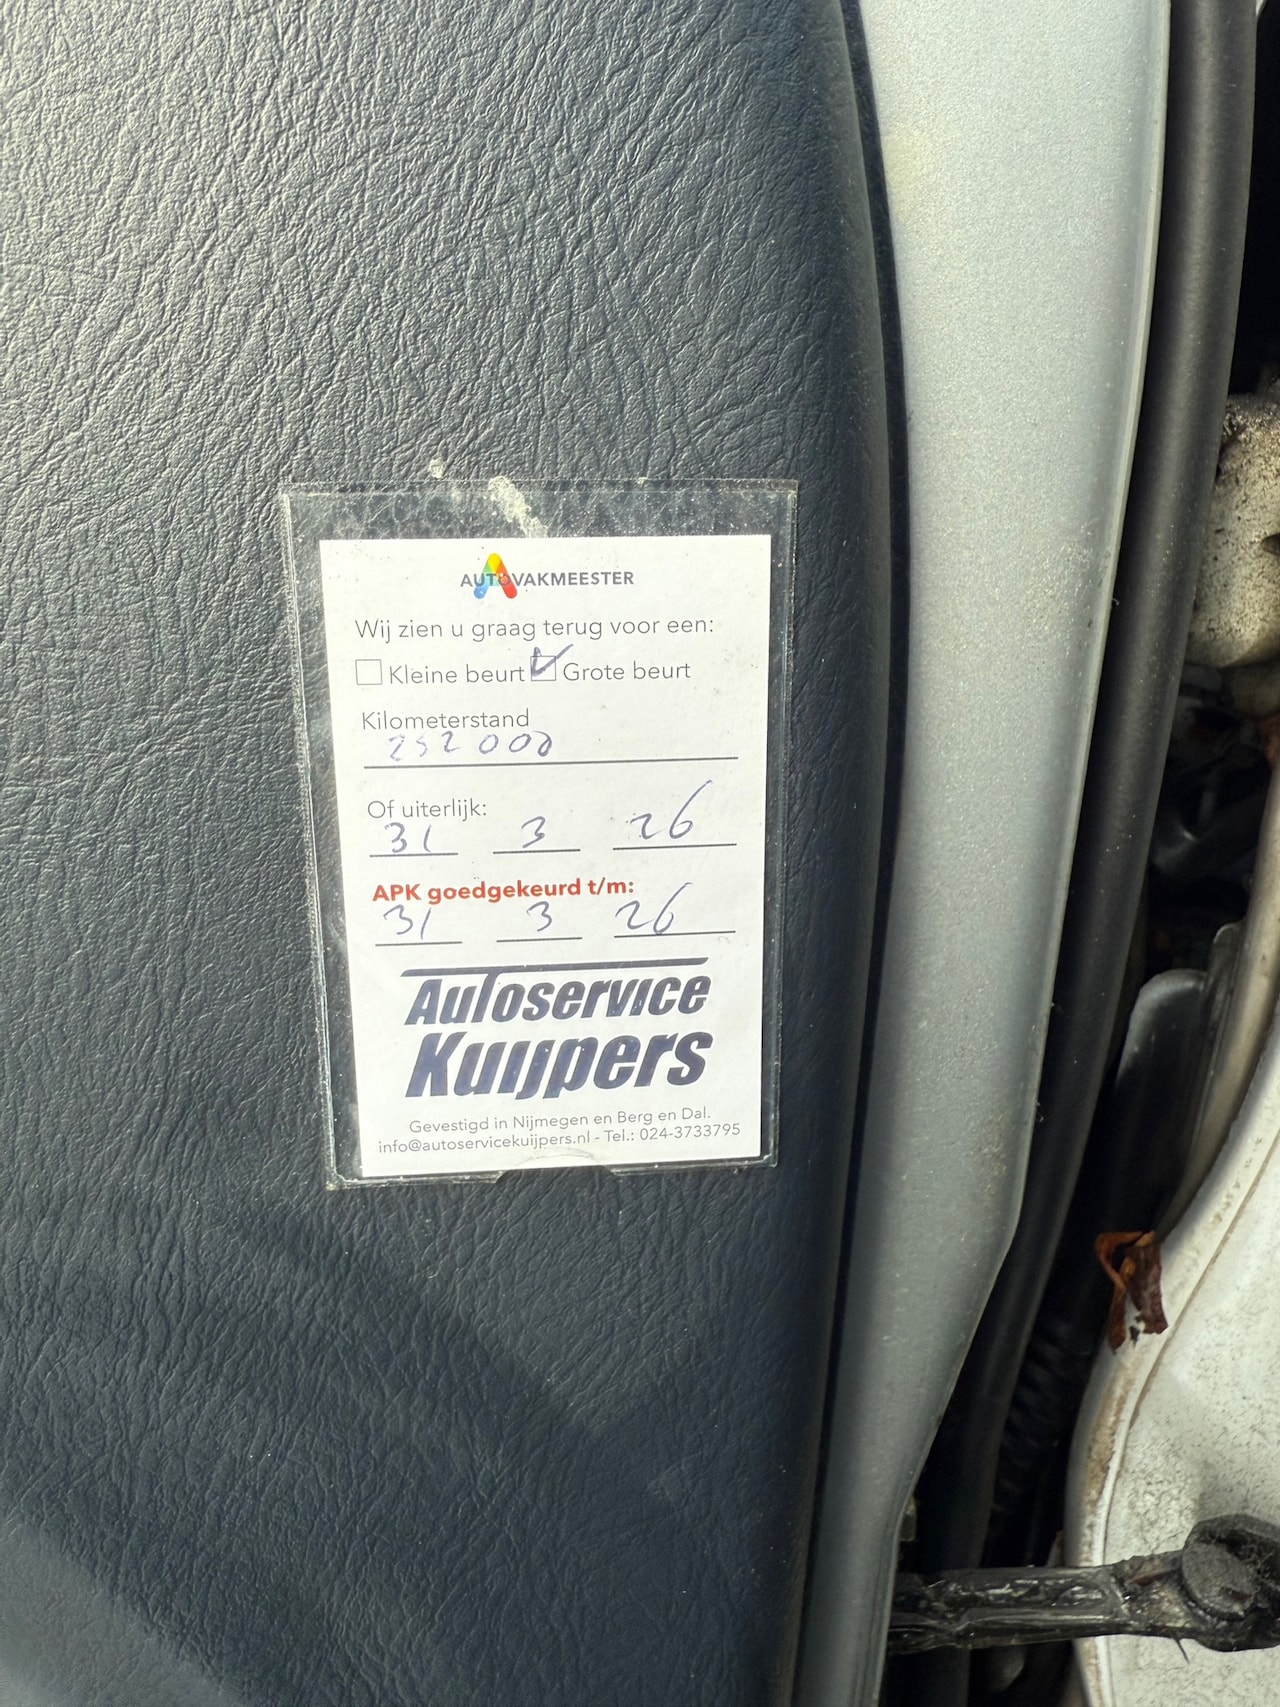 AUTOVAKMEESTER
Wij zien u graag terug voor een:
Kleine beurt Grote beurt
Kilometerstand
252000
Of uiterlijk:
31 3 26
APK goedgekeurd t/m:
31 3 26
Autoservice
Kuijpers
Gevestigd in Nijmegen en Berg en Dal.
info@autoservicekuijpers.nl - Tel.: 024-3733795